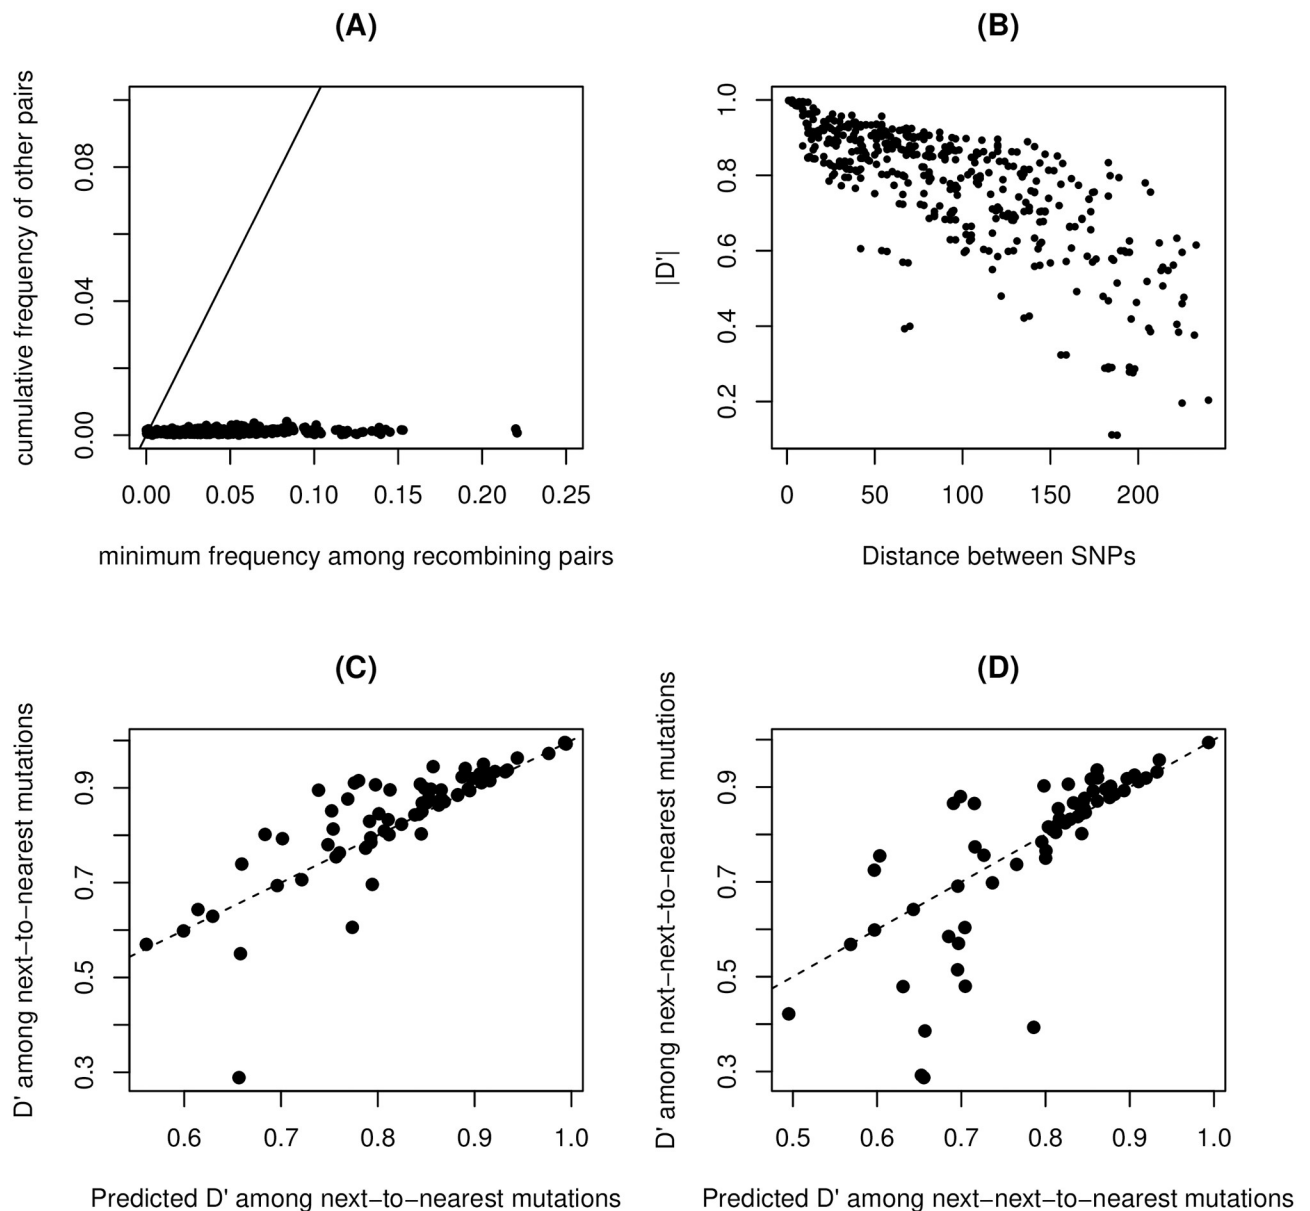 (A)
cumulative frequency of other pairs
0.00 0.04 0.08
0.00 0.05 0.10 0.15 0.20 0.25
minimum frequency among recombining pairs
(B)
|D'|
0.2 0.4 0.6 0.8 1.0
0 50 100 150 200
Distance between SNPs
(C)
D' among next−to−nearest mutations
0.3 0.5 0.7 0.9
0.6 0.7 0.8 0.9 1.0
Predicted D' among next−to−nearest mutations
(D)
D' among next−next−to−nearest mutations
0.3 0.5 0.7 0.9
0.5 0.6 0.7 0.8 0.9 1.0
Predicted D' among next−next−to−nearest mutations